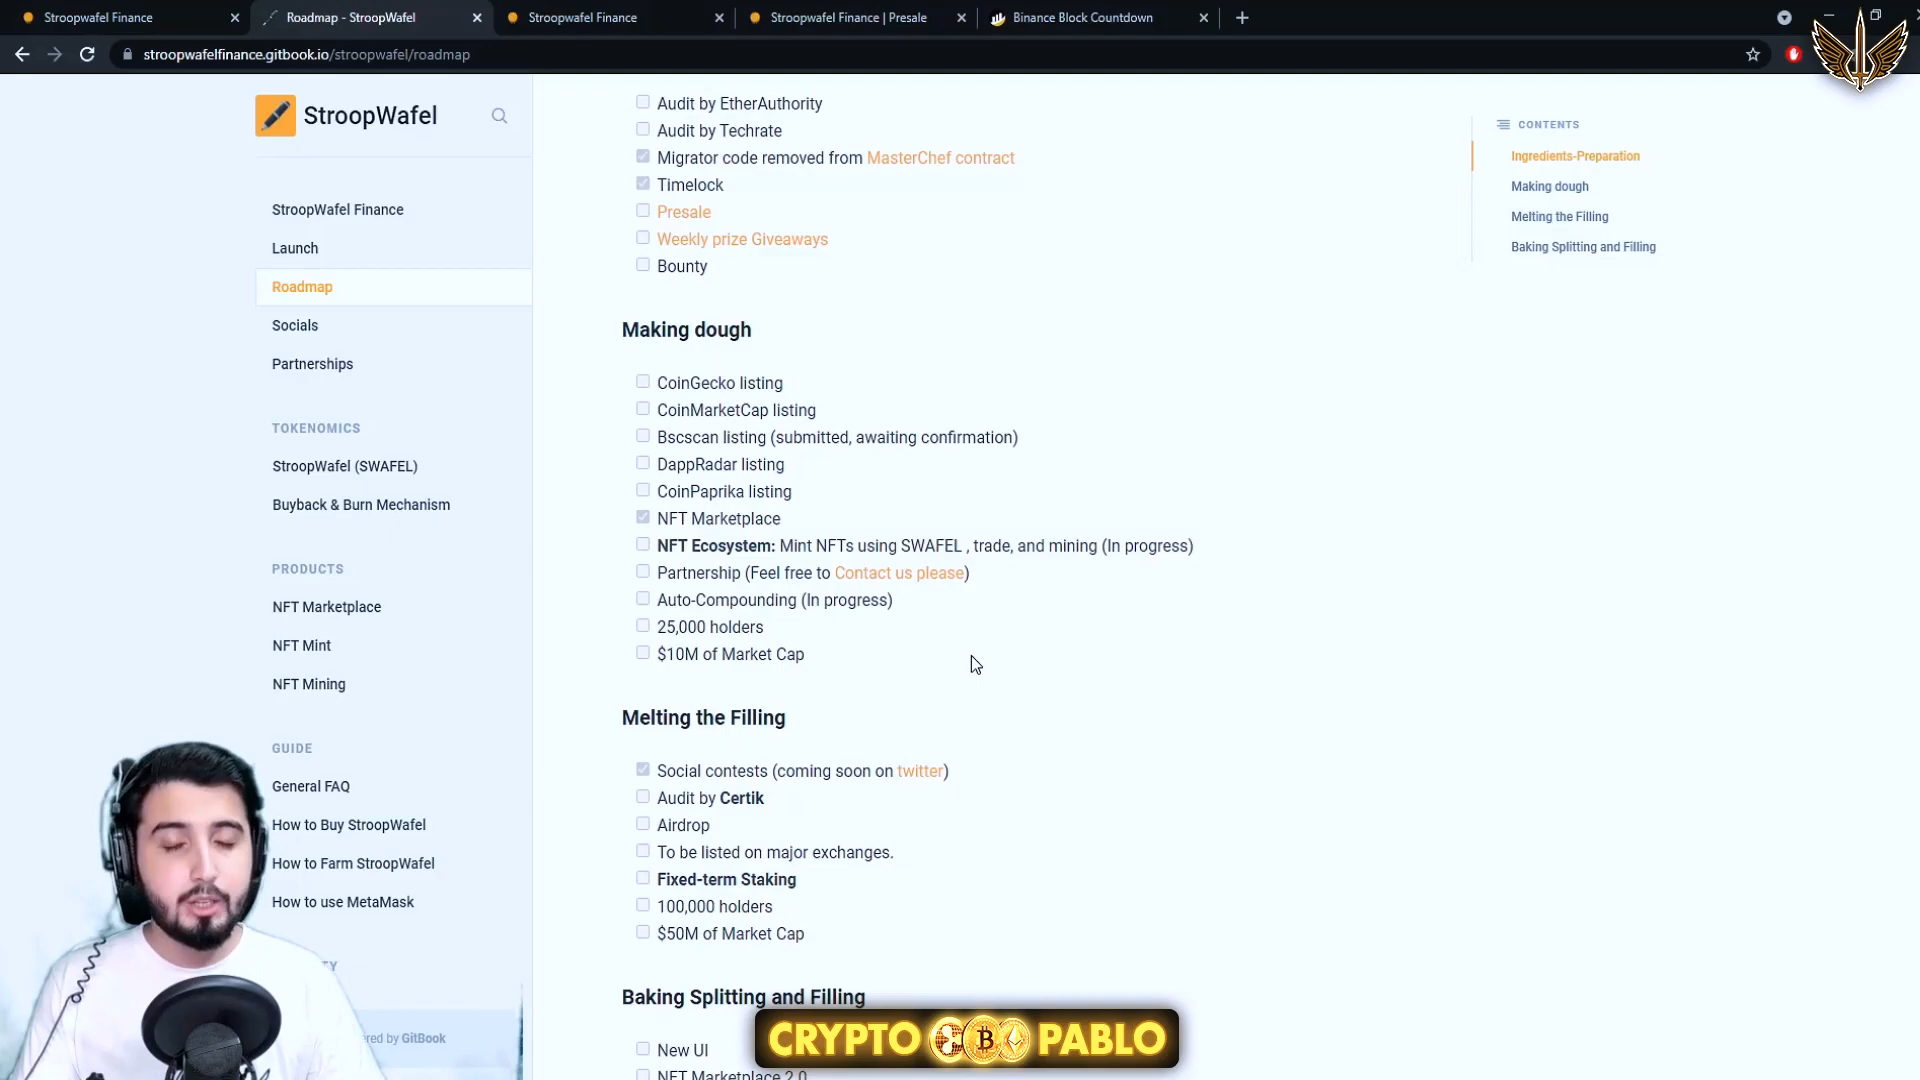 Stroopwafel Finance
Roadmap - StroopWafel
Stroopwafel Finance
Stroopwafel Finance | Presale
Binance Block Countdown
stroopwafelfinance.gitbook.io/stroopwafel/roadmap
StroopWafel
StroopWafel Finance
Launch
Roadmap
Socials
Partnerships
TOKENOMICS
StroopWafel (SWAFEL)
Buyback & Burn Mechanism
PRODUCTS
NFT Marketplace
NFT Mint
NFT Mining
GUIDE
General FAQ
How to Buy StroopWafel
How to Farm StroopWafel
How to use MetaMask
TY
ered by GitBook
Audit by EtherAuthority
Audit by Techrate
Migrator code removed from MasterChef contract
Timelock
Presale
Weekly prize Giveaways
Bounty
Making dough
CoinGecko listing
CoinMarketCap listing
Bscscan listing (submitted, awaiting confirmation)
DappRadar listing
CoinPaprika listing
NFT Marketplace
NFT Ecosystem: Mint NFTs using SWAFEL , trade, and mining (In progress)
Partnership (Feel free to Contact us please)
Auto-Compounding (In progress)
25,000 holders
$10M of Market Cap
Melting the Filling
Social contests (coming soon on twitter)
Audit by Certik
Airdrop
To be listed on major exchanges.
Fixed-term Staking
100,000 holders
$50M of Market Cap
Baking Splitting and Filling
New UI
NFT Marketplace 2.0
CONTENTS
Ingredients-Preparation
Making dough
Melting the Filling
Baking Splitting and Filling
CRYPTO PABLO